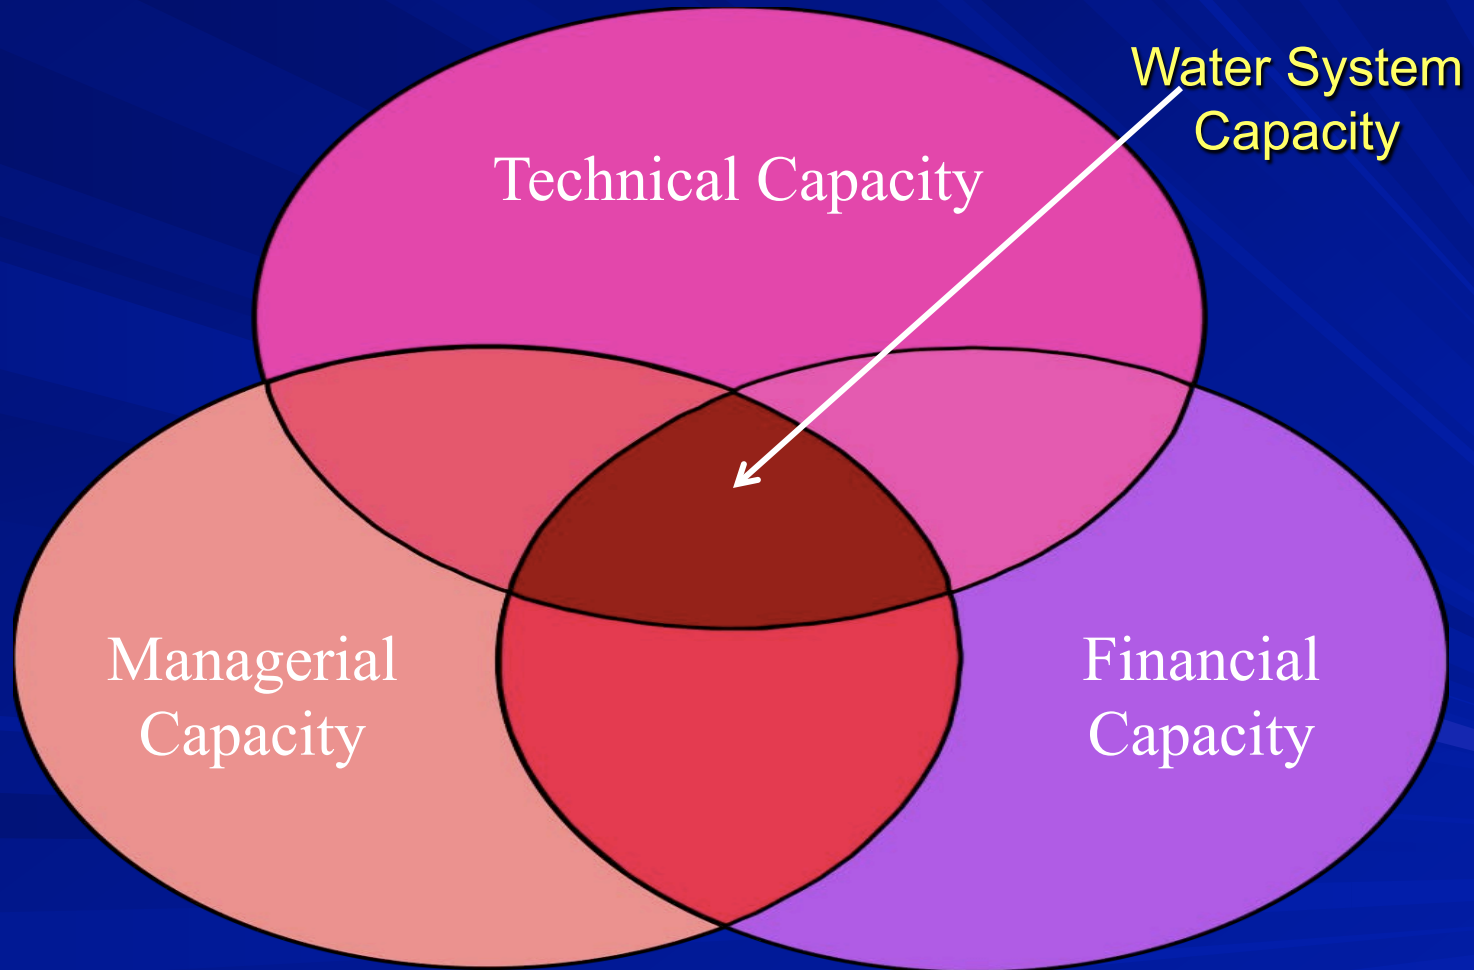 Water System
Capacity
Technical Capacity
Managerial
Capacity
Financial
Capacity